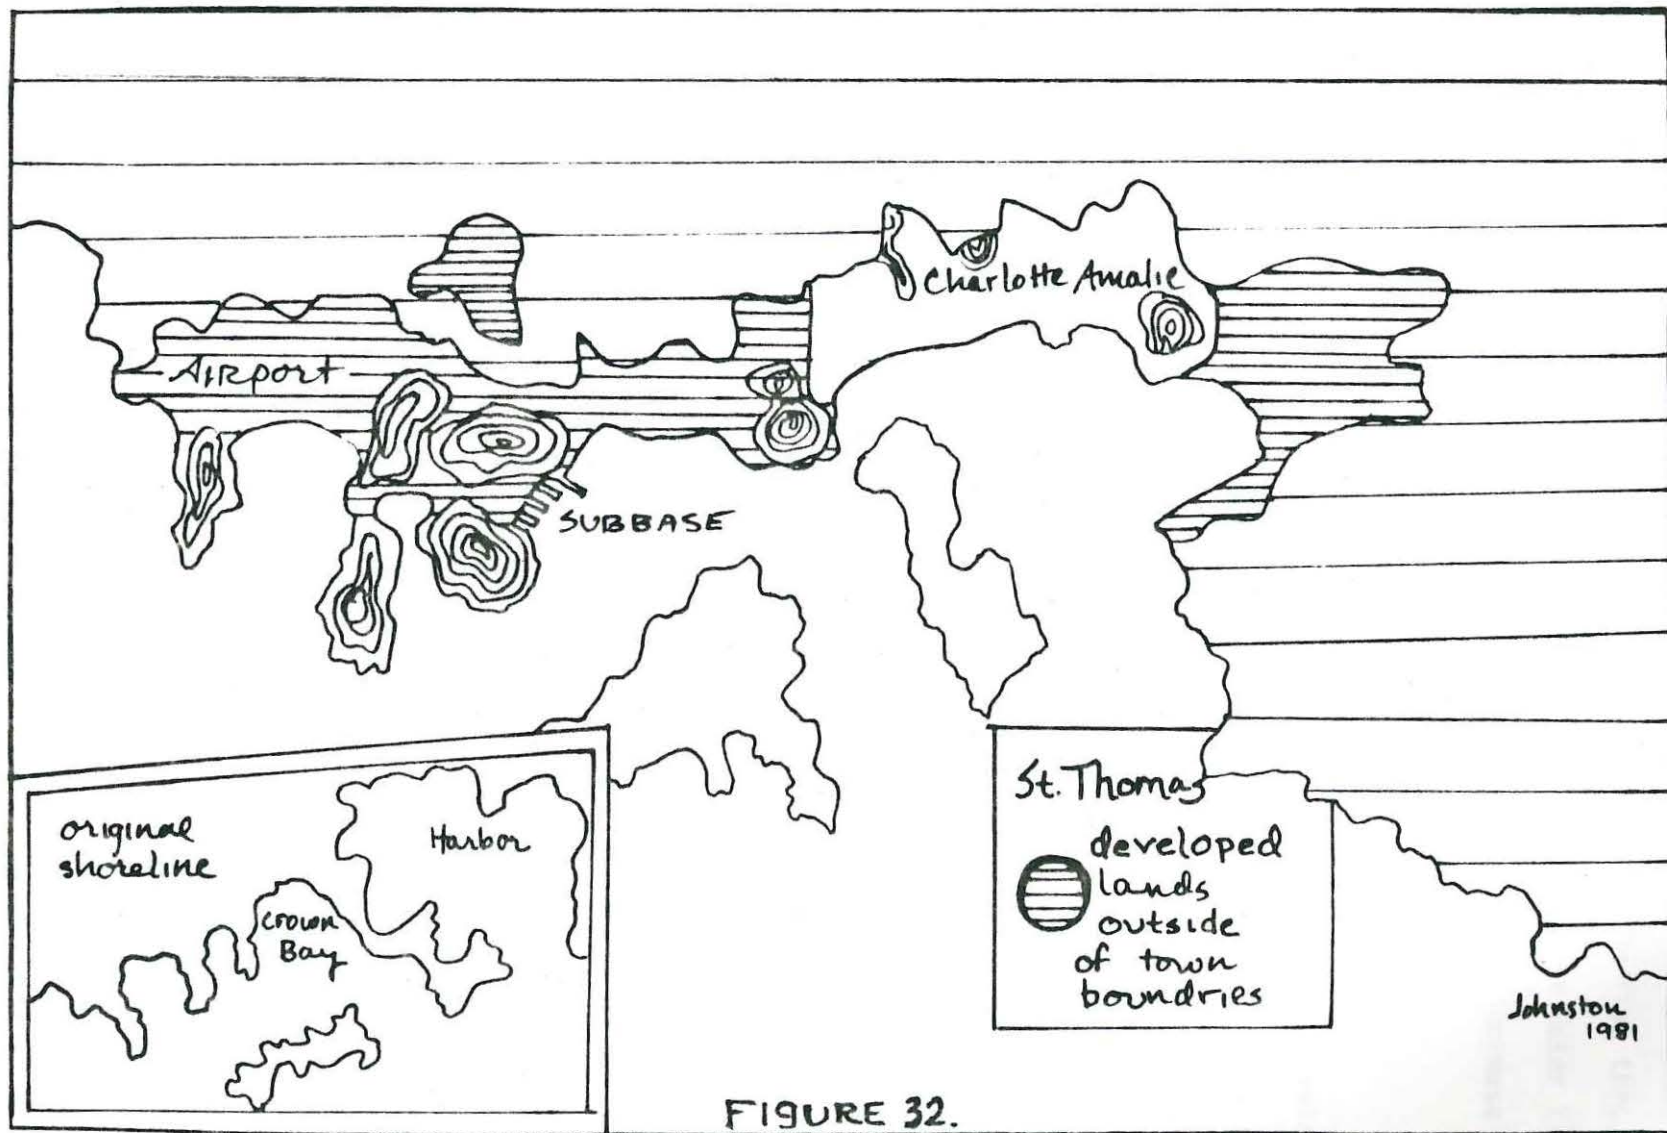 Charlotte Amalie
AIRport
SUBBASE
original
shoreline
Harbor
Crown
Bay
St. Thomas
developed
lands
outside
of town
boundries
Johnston
1981
FIGURE 32.